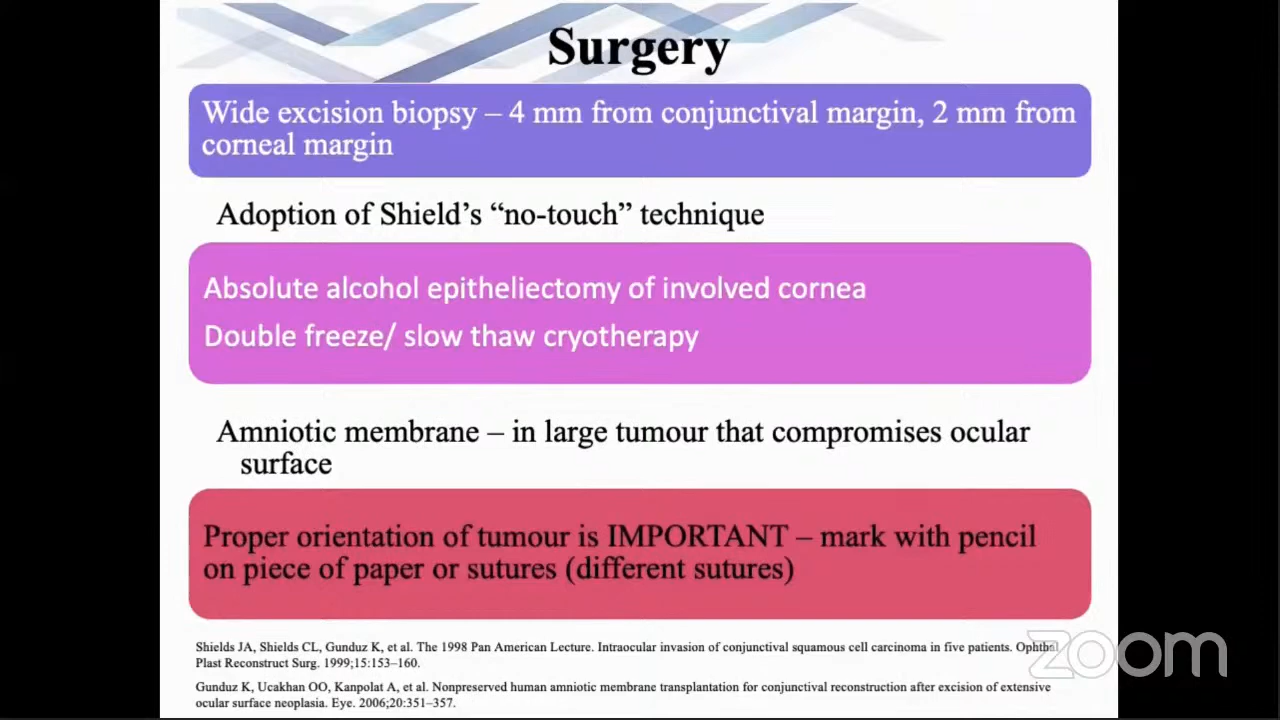 Surgery
Wide excision biopsy – 4 mm from conjunctival margin, 2 mm from
corneal margin
Adoption of Shield’s “no-touch” technique
Absolute alcohol epitheliectomy of involved cornea
Double freeze/ slow thaw cryotherapy
Amniotic membrane – in large tumour that compromises ocular
surface
Proper orientation of tumour is IMPORTANT – mark with pencil
on piece of paper or sutures (different sutures)
Shields JA, Shields CL, Gunduz K, et al. The 1998 Pan American Lecture. Intraocular invasion of conjunctival squamous cell carcinoma in five patients. Ophthal
Plast Reconstruct Surg. 1999;15:153–160.
Gunduz K, Ucakhan OO, Kanpolat A, et al. Nonpreserved human amniotic membrane transplantation for conjunctival reconstruction after excision of extensive
ocular surface neoplasia. Eye. 2006;20:351–357.
zoom